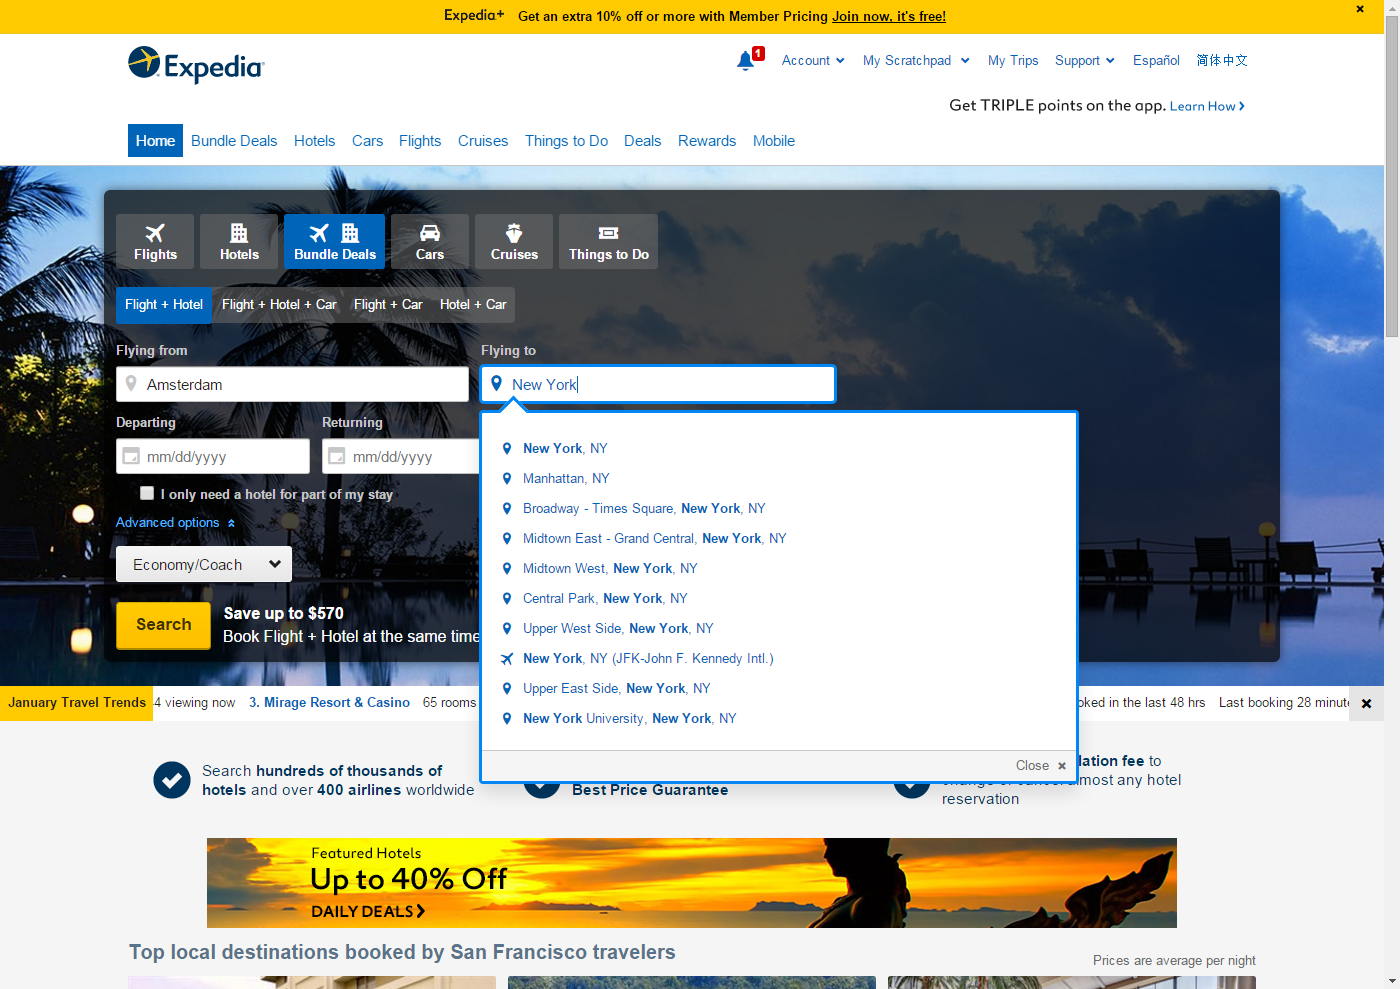 Expedia+ Get an extra 10% off or more with Member Pricing Join now, it's free!
Expedia
1
Account
My Scratchpad
My Trips
Support
Español
简体中文
Get TRIPLE points on the app. Learn How
Home
Bundle Deals
Hotels
Cars
Flights
Cruises
Things to Do
Deals
Rewards
Mobile
Flights
Hotels
Bundle Deals
Cars
Cruises
Things to Do
Flight + Hotel
Flight + Hotel + Car
Flight + Car
Hotel + Car
Flying from
Flying to
Amsterdam
New York
Departing
Returning
mm/dd/yyyy
mm/dd/yyyy
I only need a hotel for part of my stay
Advanced options
Economy/Coach
Search
Save up to $570
Book Flight + Hotel at the same time
New York, NY
Manhattan, NY
Broadway - Times Square, New York, NY
Midtown East - Grand Central, New York, NY
Midtown West, New York, NY
Central Park, New York, NY
Upper West Side, New York, NY
New York, NY (JFK-John F. Kennedy Intl.)
Upper East Side, New York, NY
New York University, New York, NY
Close
January Travel Trends
4 viewing now
3. Mirage Resort & Casino
65 rooms
in the last 48 hrs
Last booking 28
Search hundreds of thousands of
hotels and over 400 airlines worldwide
Best Price Guarantee
fee to
any hotel
reservation
Featured Hotels
Up to 40% Off
DAILY DEALS
Top local destinations booked by San Francisco travelers
Prices are average per night